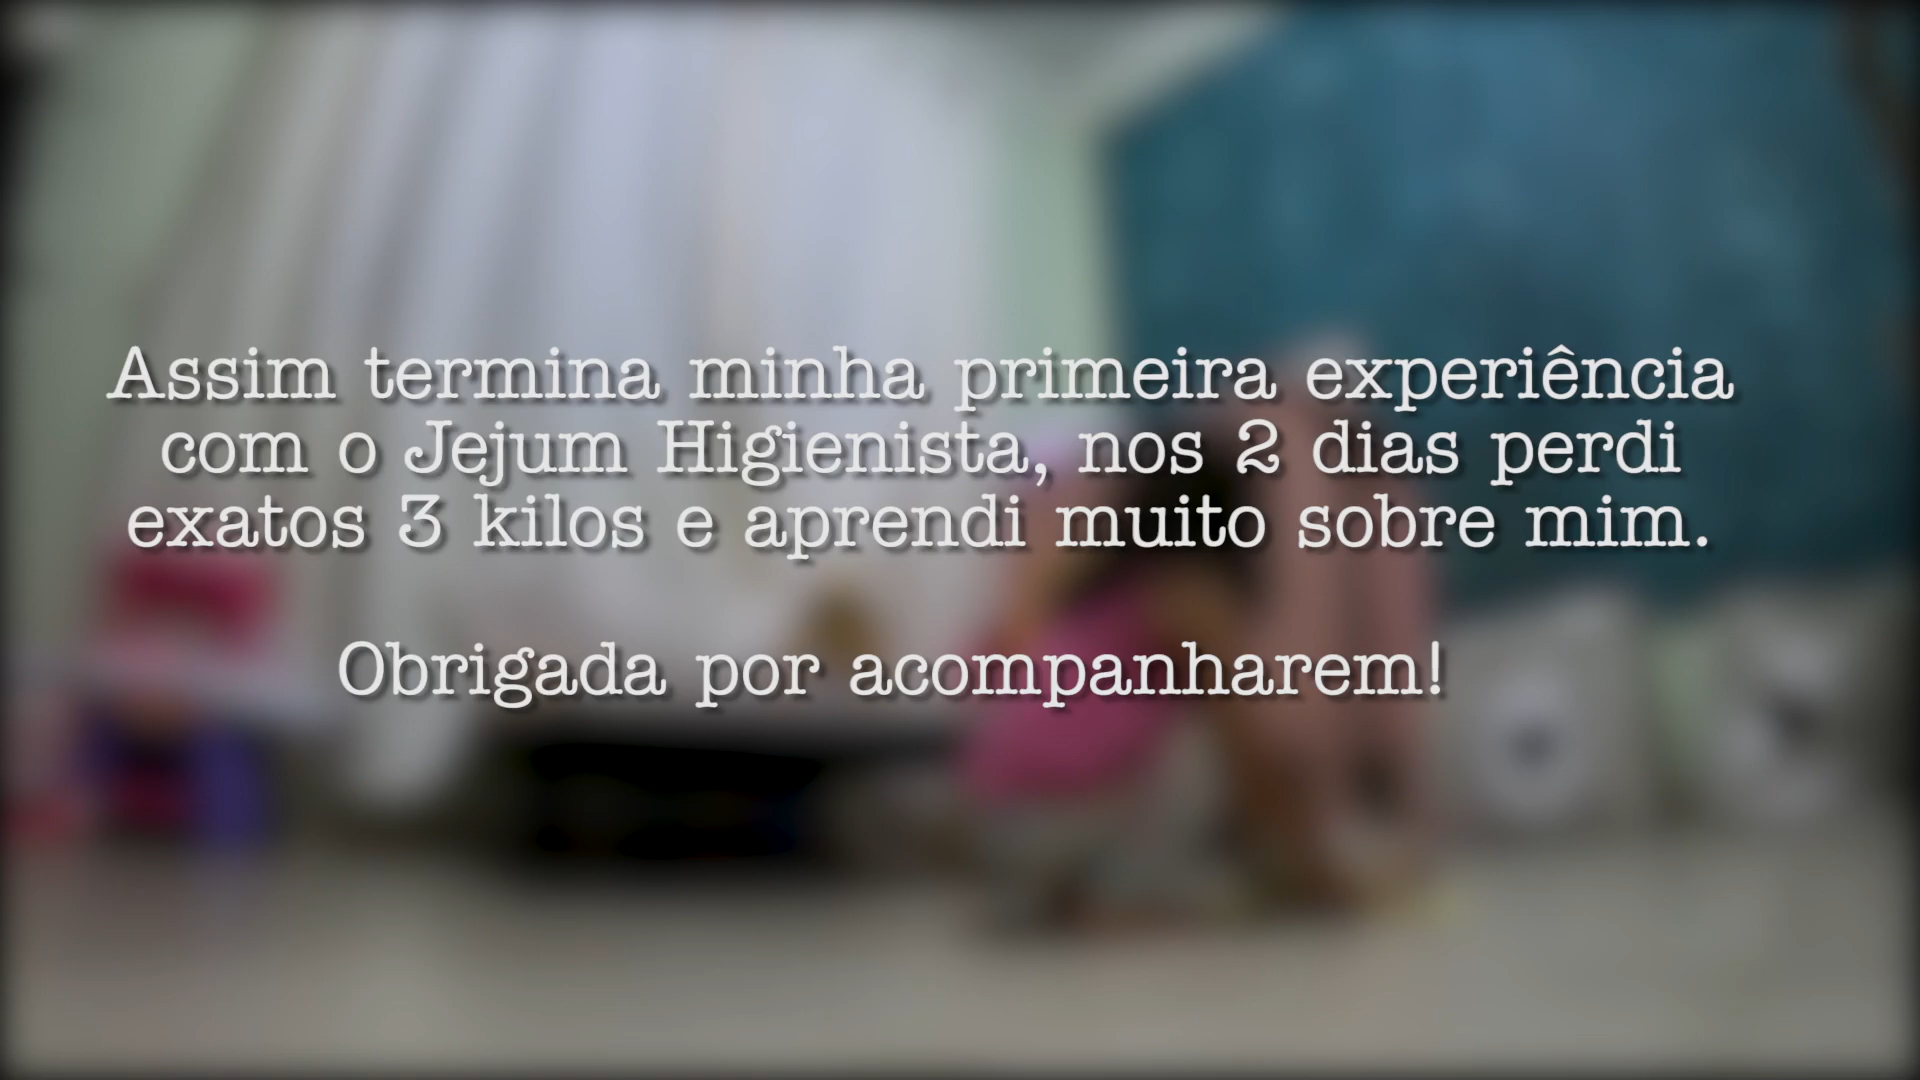 Assim termina minha primeira experiência
com o Jejum Higienista, nos 2 dias perdi
exatos 3 kilos e aprendi muito sobre mim.
Obrigada por acompanharem!